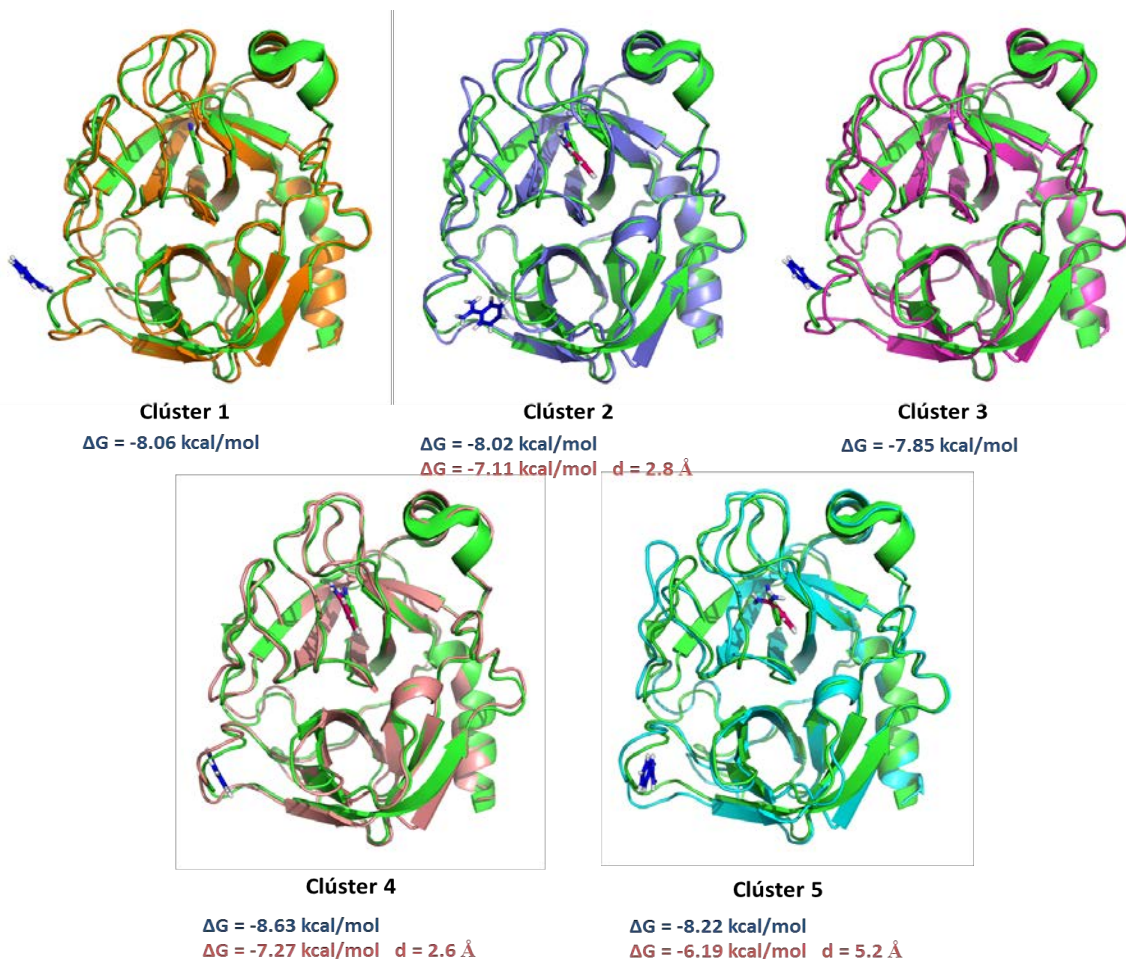 Clúster 1
Clúster 2
Clúster 3
ΔG = -8.06 kcal/mol
ΔG = -8.02 kcal/mol
ΔG = -7.85 kcal/mol
ΔG = -7.11 kcal/mol d = 2.8 Å
Clúster 4
Clúster 5
ΔG = -8.63 kcal/mol
ΔG = -8.22 kcal/mol
ΔG = -7.27 kcal/mol d = 2.6 Å
ΔG = -6.19 kcal/mol d = 5.2 Å